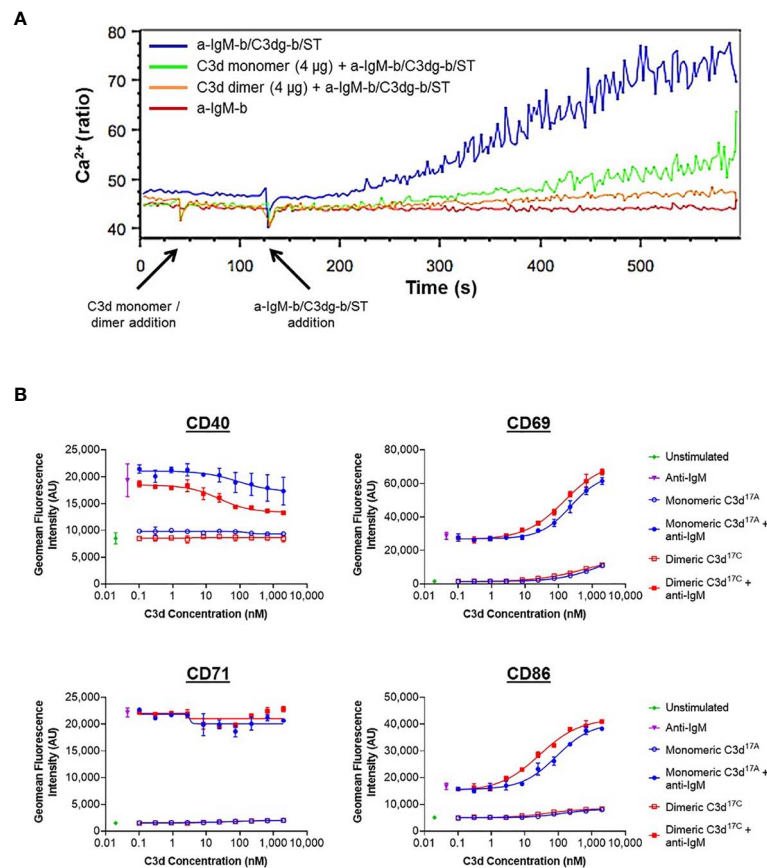 A
a-IgM-b/C3dg-b/ST
C3d monomer (4 µg) + a-IgM-b/C3dg-b/ST
C3d dimer (4 µg) + a-IgM-b/C3dg-b/ST
a-IgM-b
Ca2+ (ratio)
80
70
60
50
40
0
100
200
300
400
500
Time (s)
C3d monomer /
dimer addition
a-IgM-b/C3dg-b/ST
addition
B
CD40
Geomean Fluorescence
Intensity (AU)
25,000
20,000
15,000
10,000
5,000
0
0.01 0.1 1 10 100 1,000 10,000
C3d Concentration (nM)
CD69
Geomean Fluorescence
Intensity (AU)
80,000
60,000
40,000
20,000
0
0.01 0.1 1 10 100 1,000 10,000
C3d Concentration (nM)
Unstimulated
Anti-IgM
Monomeric C3d17A
Monomeric C3d17A +
anti-IgM
Dimeric C3d17C
Dimeric C3d17C +
anti-IgM
CD71
Geomean Fluorescence
Intensity (AU)
25,000
20,000
15,000
10,000
5,000
0
0.01 0.1 1 10 100 1,000 10,000
C3d Concentration (nM)
CD86
Geomean Fluorescence
Intensity (AU)
50,000
40,000
30,000
20,000
10,000
0
0.01 0.1 1 10 100 1,000 10,000
C3d Concentration (nM)
Unstimulated
Anti-IgM
Monomeric C3d17A
Monomeric C3d17A +
anti-IgM
Dimeric C3d17C
Dimeric C3d17C +
anti-IgM